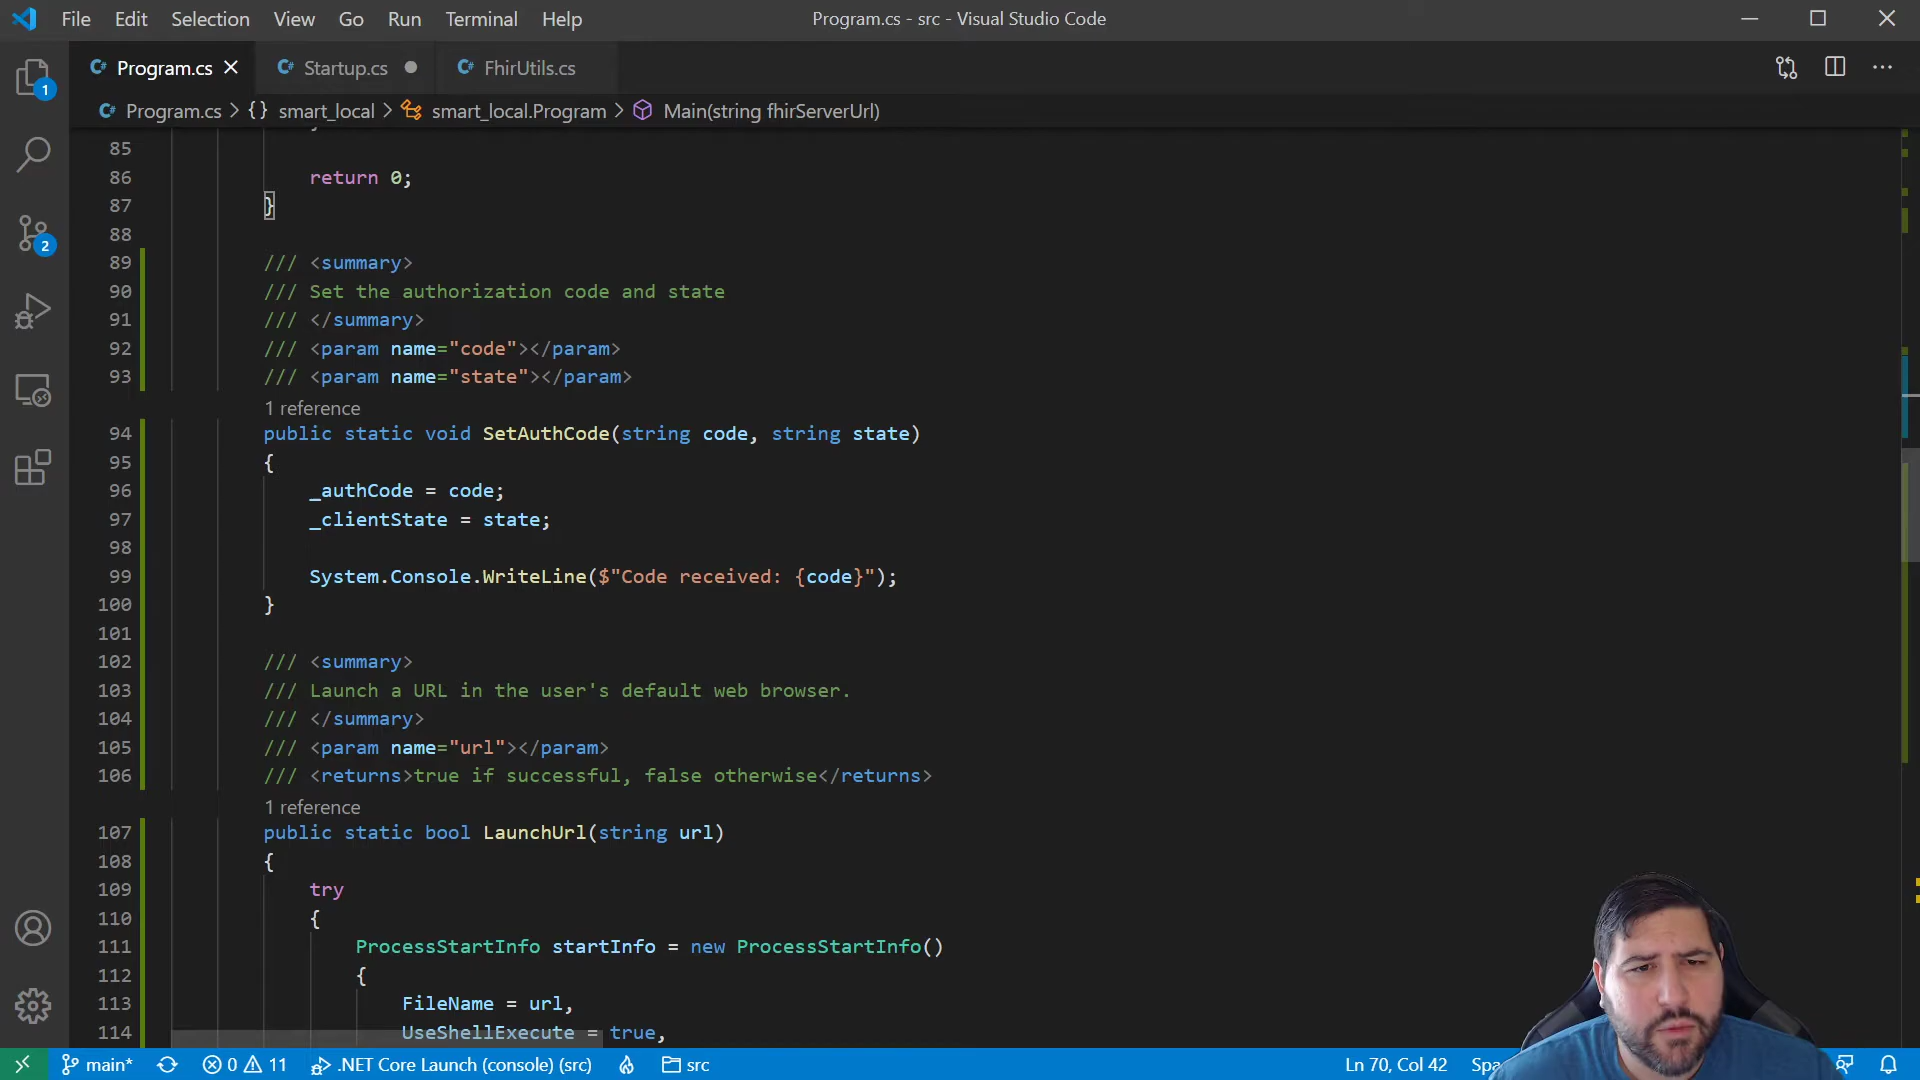 File Edit Selection View Go Run Terminal Help
Program.cs - src - Visual Studio Code
Program.cs Startup.cs FhirUtils.cs
Program.cs > {} smart_local > smart_local.Program > Main(string fhirServerUrl)
1
2
85
86 return 0;
87 }
88
89 /// <summary>
90 /// Set the authorization code and state
91 /// </summary>
92 /// <param name="code"></param>
93 /// <param name="state"></param>
1 reference
94 public static void SetAuthCode(string code, string state)
95 {
96 _authCode = code;
97 _clientState = state;
98
99 System.Console.WriteLine($"Code received: {code}");
100 }
101
102 /// <summary>
103 /// Launch a URL in the user's default web browser.
104 /// </summary>
105 /// <param name="url"></param>
106 /// <returns>true if successful, false otherwise</returns>
1 reference
107 public static bool LaunchUrl(string url)
108 {
109 try
110 {
111 ProcessStartInfo startInfo = new ProcessStartInfo()
112 {
113 FileName = url,
114 UseShellExecute = true,
main* 0 11 .NET Core Launch (console) (src) src Ln 70, Col 42